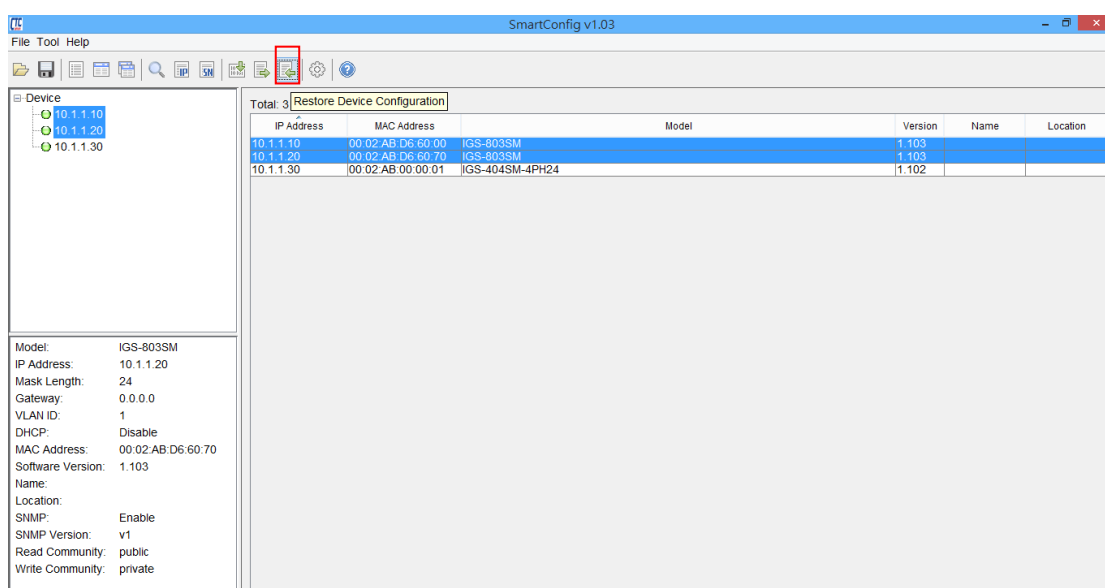 CTC
SmartConfig v1.03
File Tool Help
IP SN
Device
10.1.1.10
10.1.1.20
10.1.1.30
Total: 3
Restore Device Configuration
IP Address MAC Address Model Version Name Location
10.1.1.10 00:02:AB:D6:60:00 IGS-803SM 1.103
10.1.1.20 00:02:AB:D6:60:70 IGS-803SM 1.103
10.1.1.30 00:02:AB:00:00:01 IGS-404SM-4PH24 1.102
Model: IGS-803SM
IP Address: 10.1.1.20
Mask Length: 24
Gateway: 0.0.0.0
VLAN ID: 1
DHCP: Disable
MAC Address: 00:02:AB:D6:60:70
Software Version: 1.103
Name:
Location:
SNMP: Enable
SNMP Version: v1
Read Community: public
Write Community: private